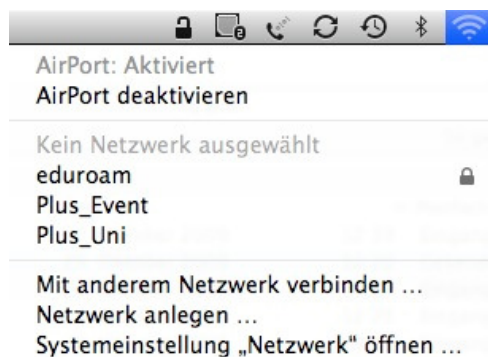 AirPort: Aktiviert
AirPort deaktivieren
Kein Netzwerk ausgewählt
eduroam
Plus_Event
Plus_Uni
Mit anderem Netzwerk verbinden ...
Netzwerk anlegen ...
Systemeinstellung „Netzwerk" öffnen ...